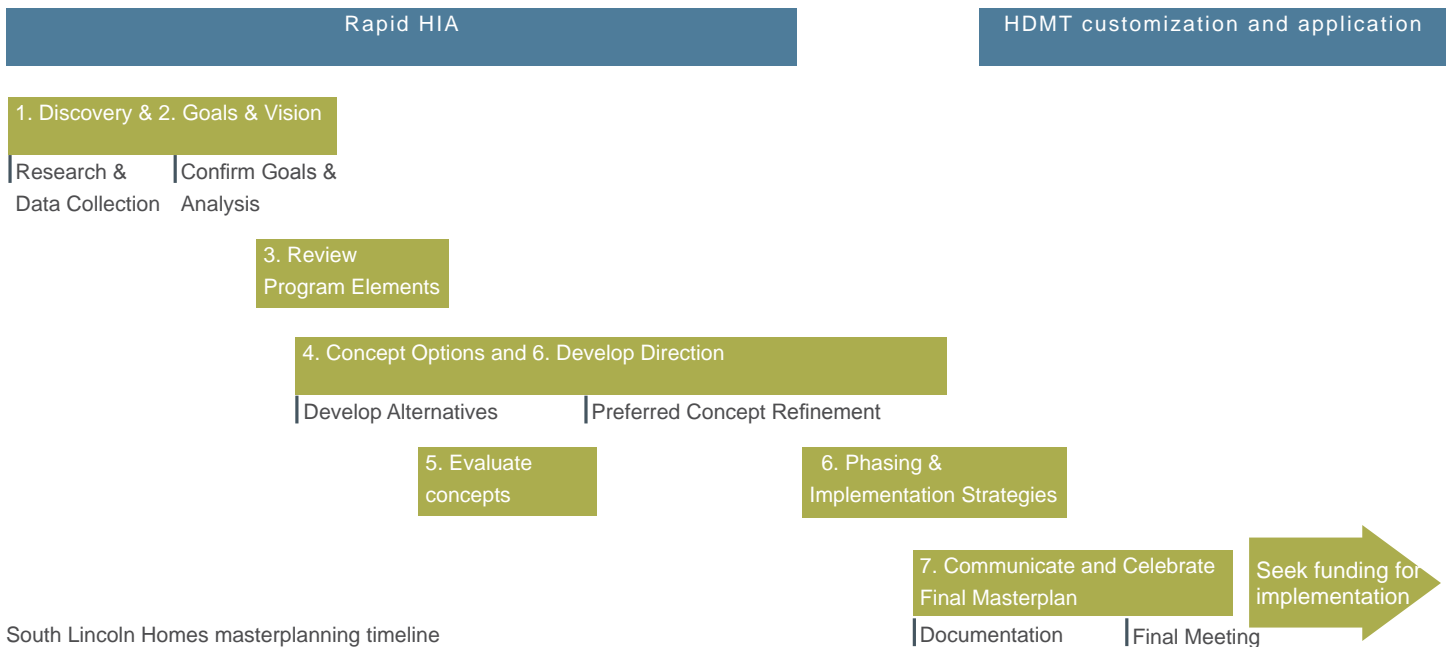 Rapid HIA
HDMT customization and application
1. Discovery & 2. Goals & Vision
Research &
Data Collection
Confirm Goals &
Analysis
3. Review
Program Elements
4. Concept Options and 6. Develop Direction
Develop Alternatives
Preferred Concept Refinement
5. Evaluate
concepts
6. Phasing &
Implementation Strategies
7. Communicate and Celebrate
Final Masterplan
Documentation
Final Meeting
Seek funding for
implementation
South Lincoln Homes masterplanning timeline